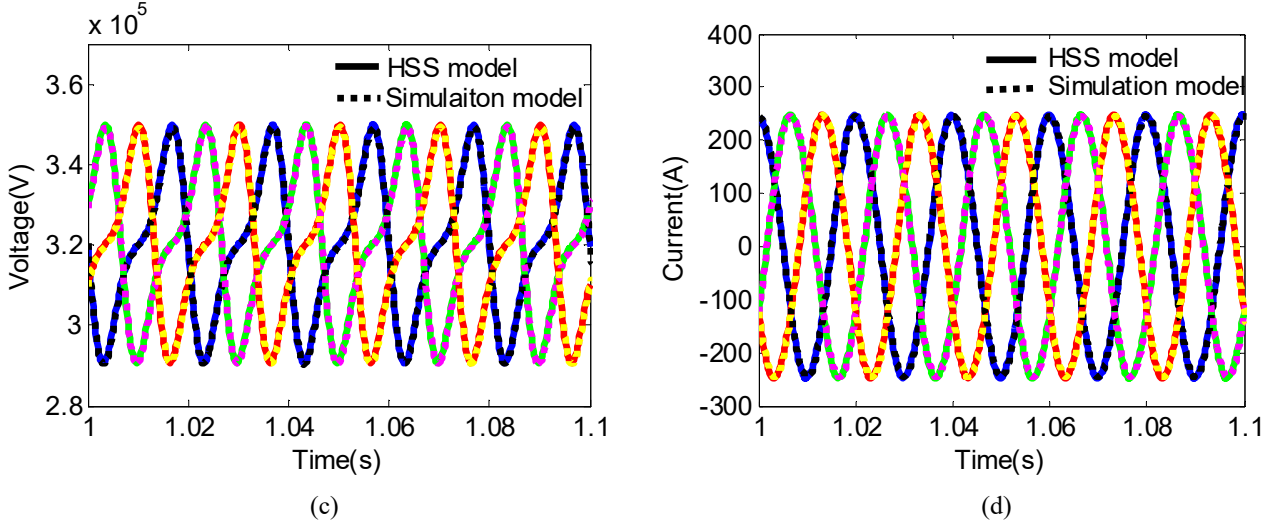 x 10⁵
3.6
3.4
3.2
3
2.8
Voltage(V)
HSS model
Simulaiton model
1 1.02 1.04 1.06 1.08 1.1
Time(s)
(c)
400
300
200
100
0
-100
-200
-300
Current(A)
HSS model
Simulation model
1 1.02 1.04 1.06 1.08 1.1
Time(s)
(d)